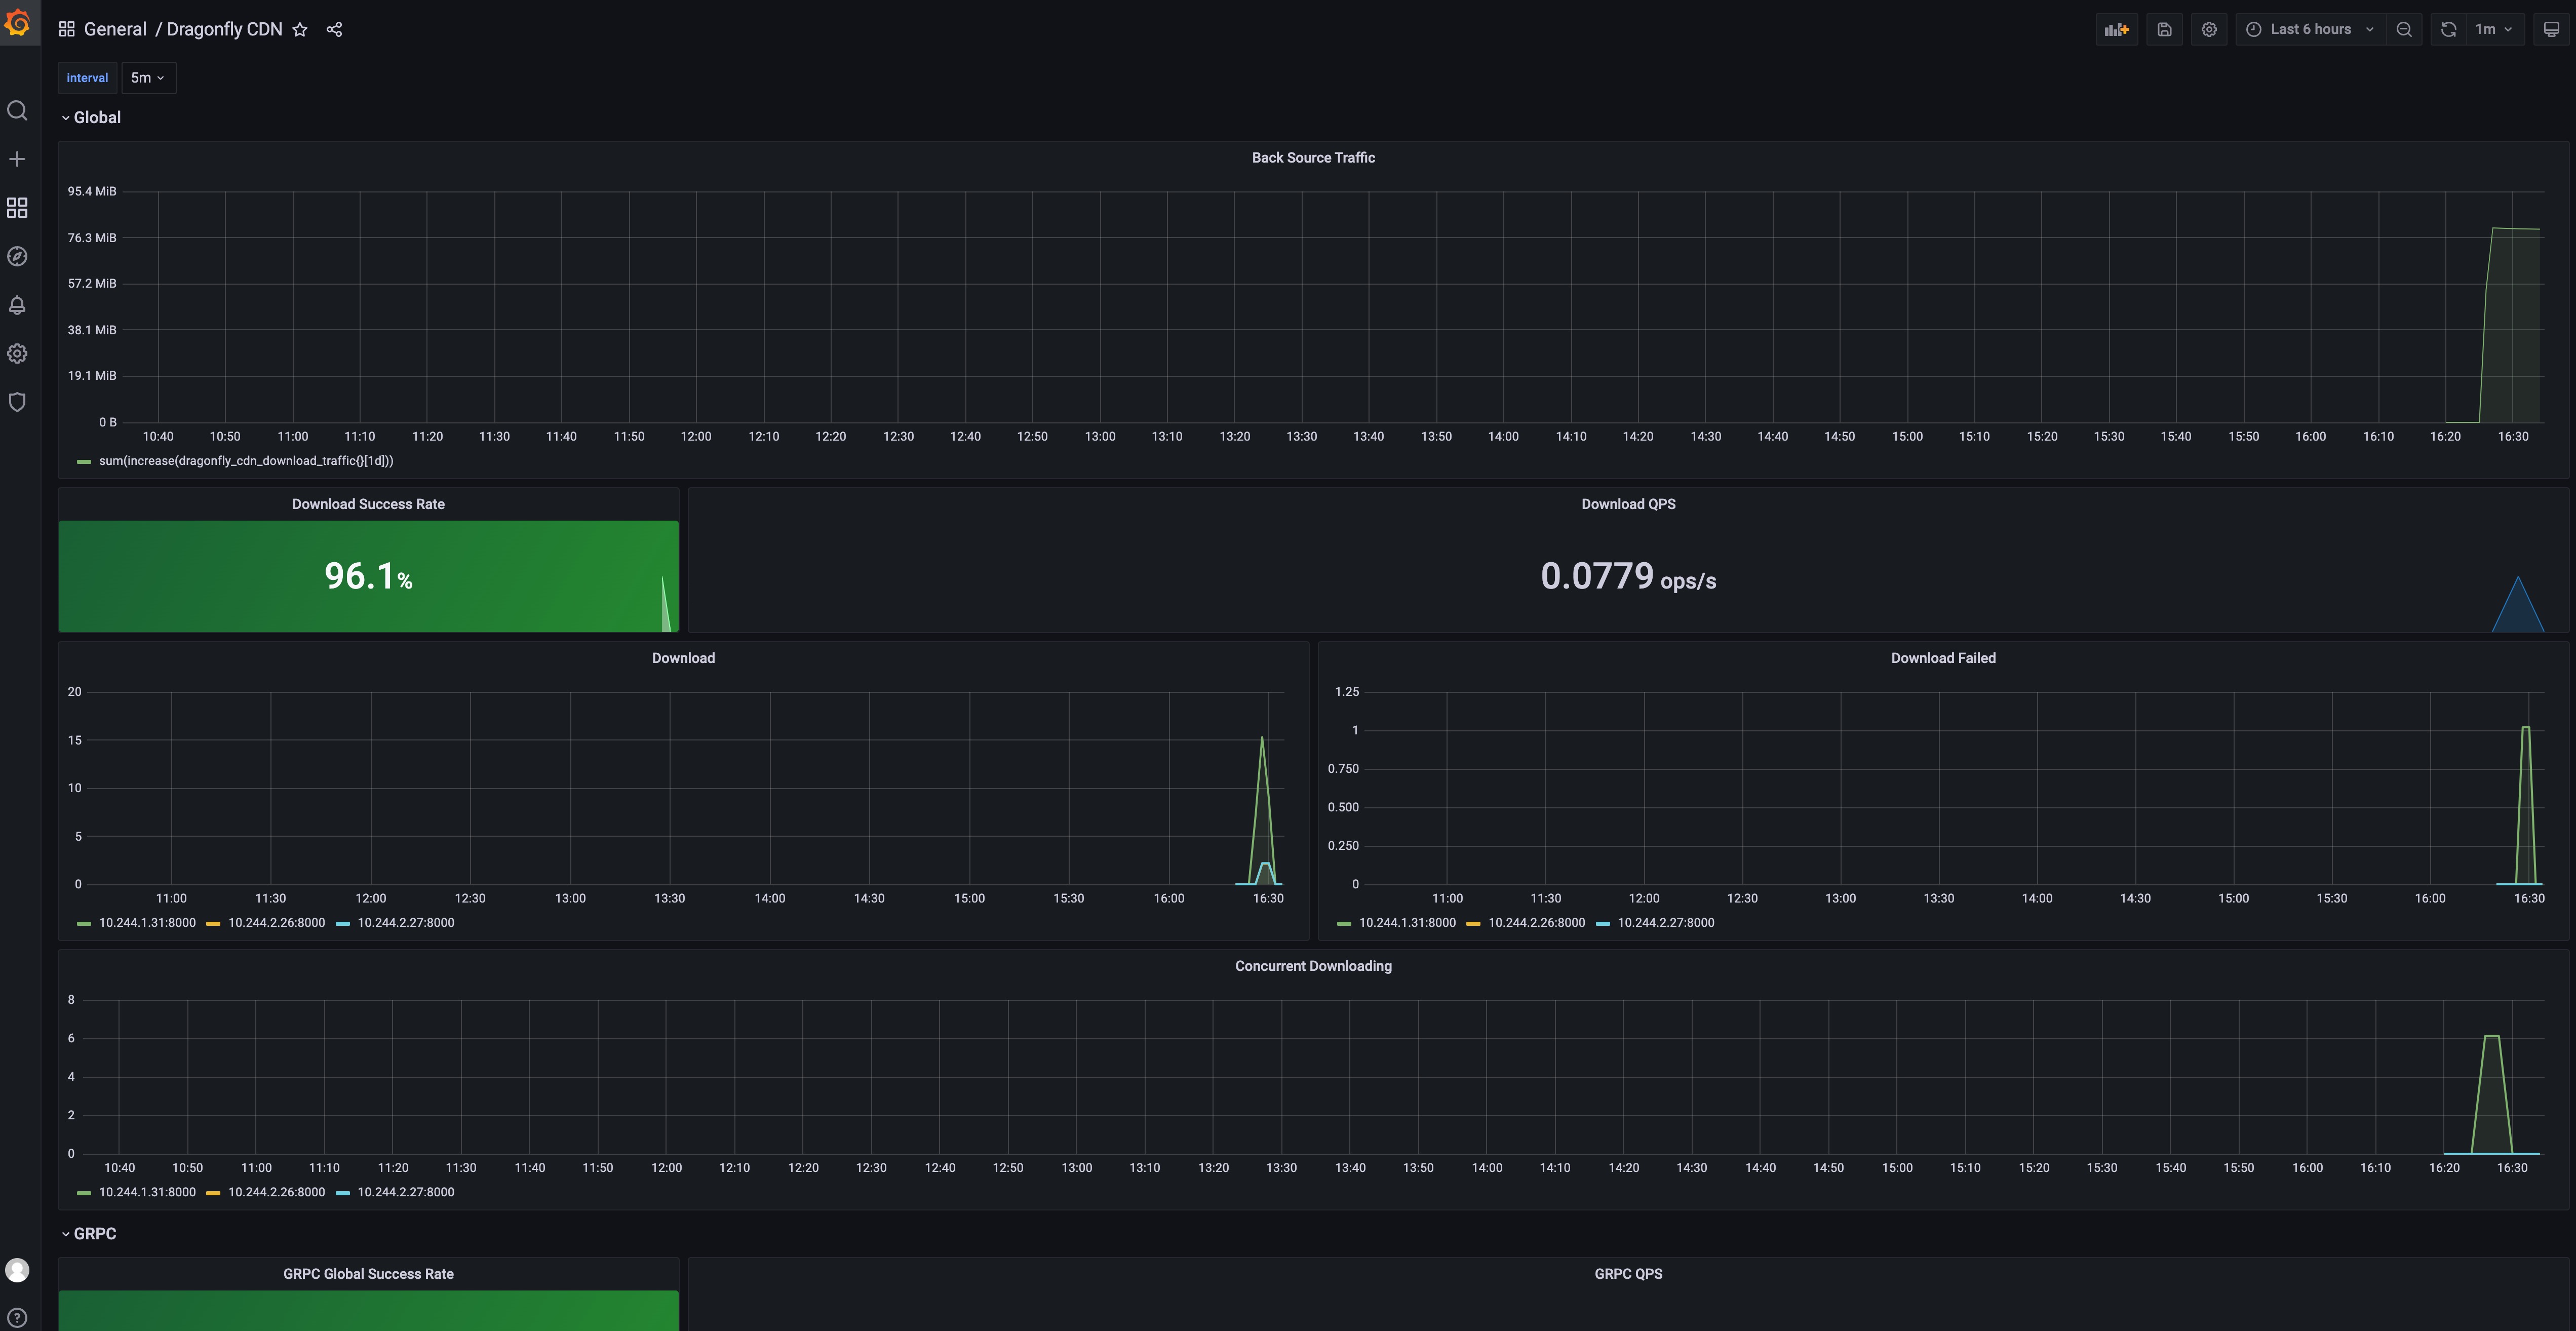 General / Dragonfly CDN
Last 6 hours
1m
interval 5m
Global
Back Source Traffic
95.4 MiB
76.3 MiB
57.2 MiB
38.1 MiB
19.1 MiB
0 B
10:40 10:50 11:00 11:10 11:20 11:30 11:40 11:50 12:00 12:10 12:20 12:30 12:40 12:50 13:00 13:10 13:20 13:30 13:40 13:50 14:00 14:10 14:20 14:30 14:40 14:50 15:00 15:10 15:20 15:30 15:40 15:50 16:00 16:10 16:20 16:30
sum(increase(dragonfly_cdn_download_traffic{}[1d]))
Download Success Rate
96.1%
Download QPS
0.0779 ops/s
Download
20
15
10
5
0
11:00 11:30 12:00 12:30 13:00 13:30 14:00 14:30 15:00 15:30 16:00 16:30
10.244.1.31:8000 10.244.2.26:8000 10.244.2.27:8000
Download Failed
1.25
1
0.750
0.500
0.250
0
11:00 11:30 12:00 12:30 13:00 13:30 14:00 14:30 15:00 15:30 16:00 16:30
10.244.1.31:8000 10.244.2.26:8000 10.244.2.27:8000
Concurrent Downloading
8
6
4
2
0
10:40 10:50 11:00 11:10 11:20 11:30 11:40 11:50 12:00 12:10 12:20 12:30 12:40 12:50 13:00 13:10 13:20 13:30 13:40 13:50 14:00 14:10 14:20 14:30 14:40 14:50 15:00 15:10 15:20 15:30 15:40 15:50 16:00 16:10 16:20 16:30
10.244.1.31:8000 10.244.2.26:8000 10.244.2.27:8000
GRPC
GRPC Global Success Rate
GRPC QPS